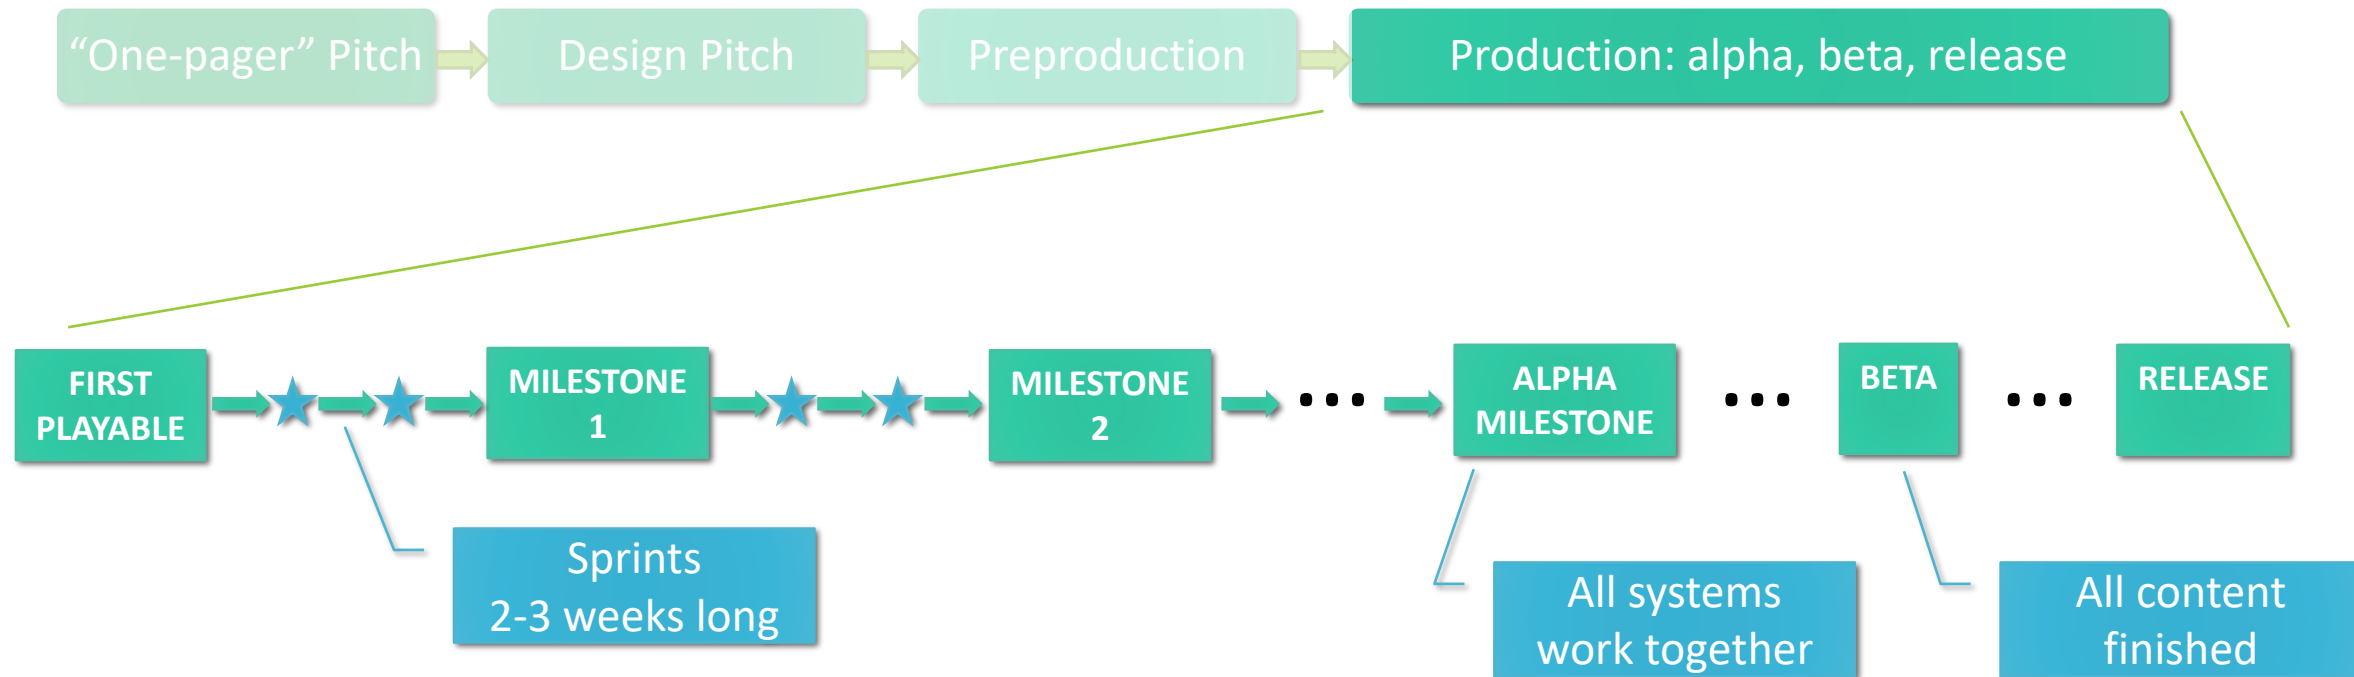 “One-pager” Pitch
Design Pitch
Preproduction
Production: alpha, beta, release
FIRST
PLAYABLE
MILESTONE
1
MILESTONE
2
...
ALPHA
MILESTONE
...
BETA
...
RELEASE
Sprints
2-3 weeks long
All systems
work together
All content
finished